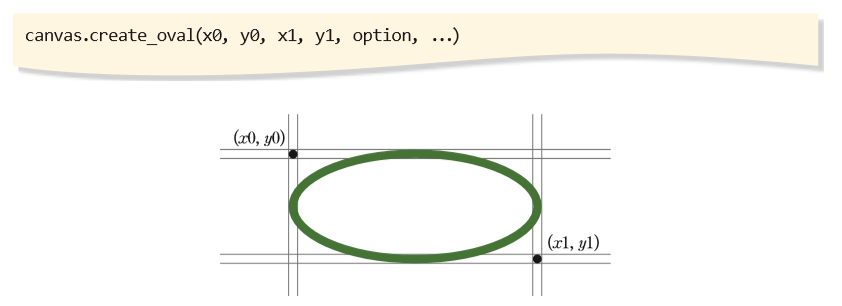 canvas.create_oval(x0, y0, x1, y1, option, …)
(x0, y0)
(x1, y1)